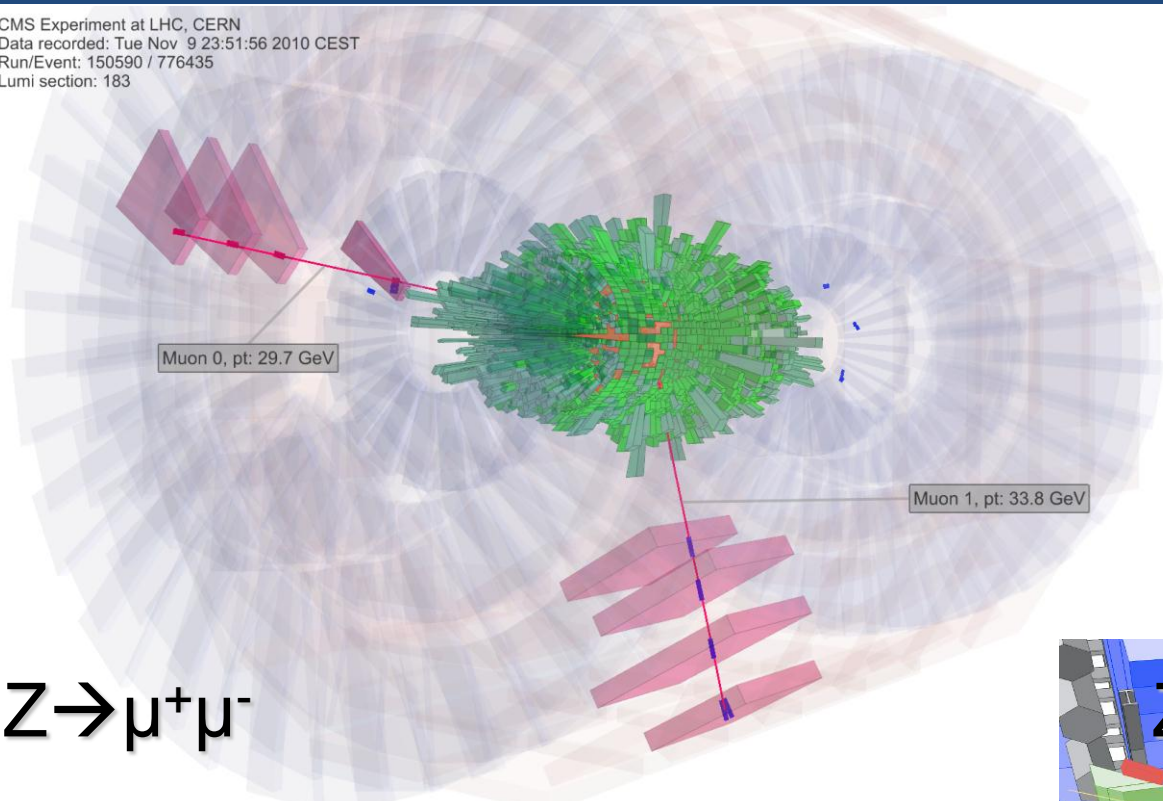 CMS Experiment at LHC, CERN
Data recorded: Tue Nov 9 23:51:56 2010 CEST
Run/Event: 150590 / 776435
Lumi section: 183
Muon 0, pt: 29.7 GeV
Muon 1, pt: 33.8 GeV
Z→μ⁺μ⁻